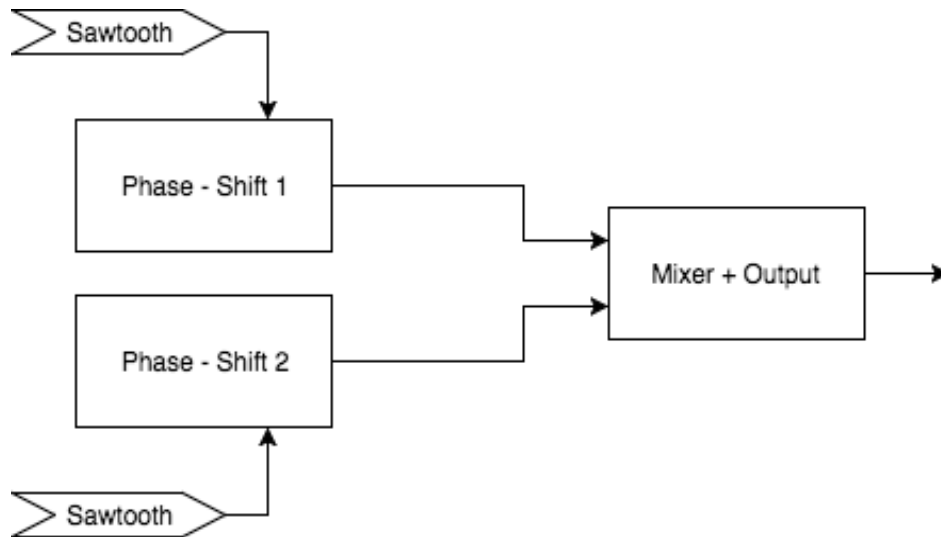 Sawtooth
Phase - Shift 1
Mixer + Output
Phase - Shift 2
Sawtooth